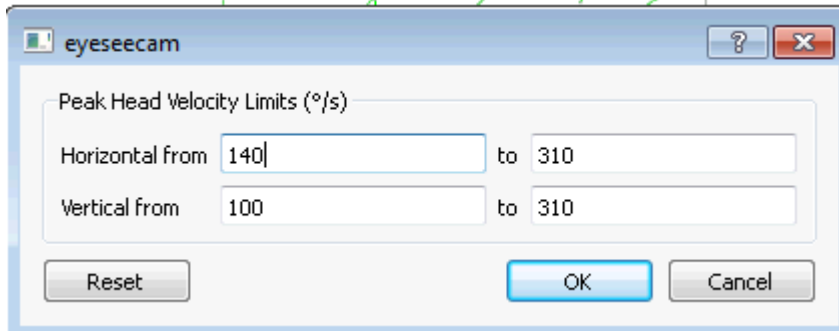 eyeseecam
Peak Head Velocity Limits (°/s)
Horizontal from 140 to 310
Vertical from 100 to 310
Reset OK Cancel